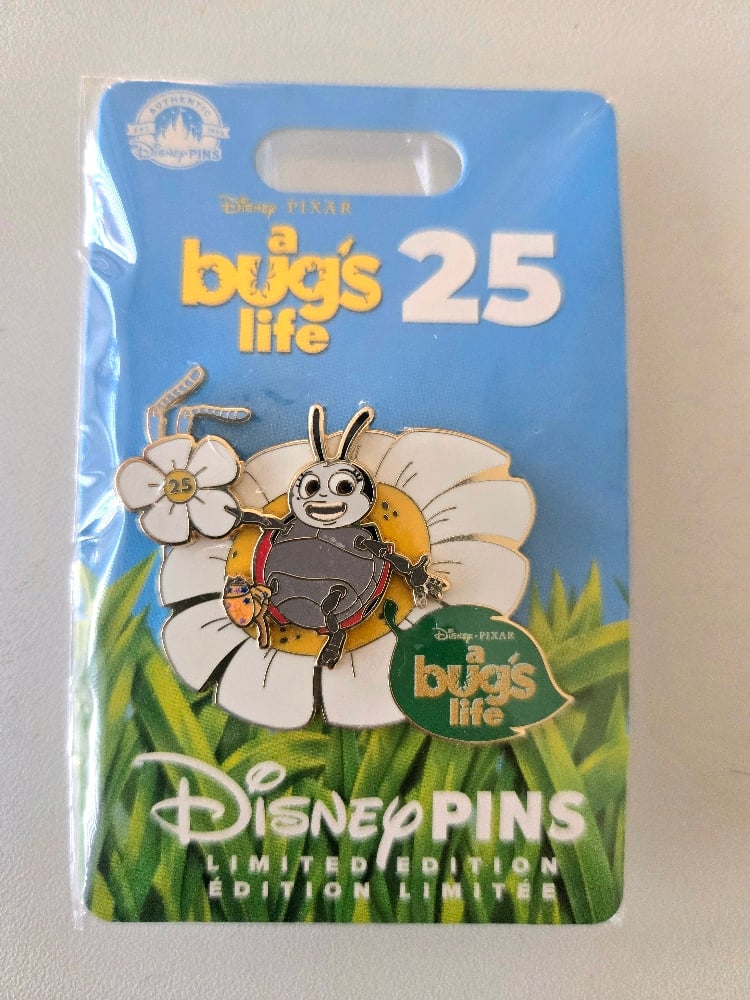 AUTHENTIC
Disney PINS
Disney PIXAR
a
bug's
life
25
25
Disney • PIXAR
a
bug's
life
Disney PINS
LIMITED EDITION
ÉDITION LIMITÉE